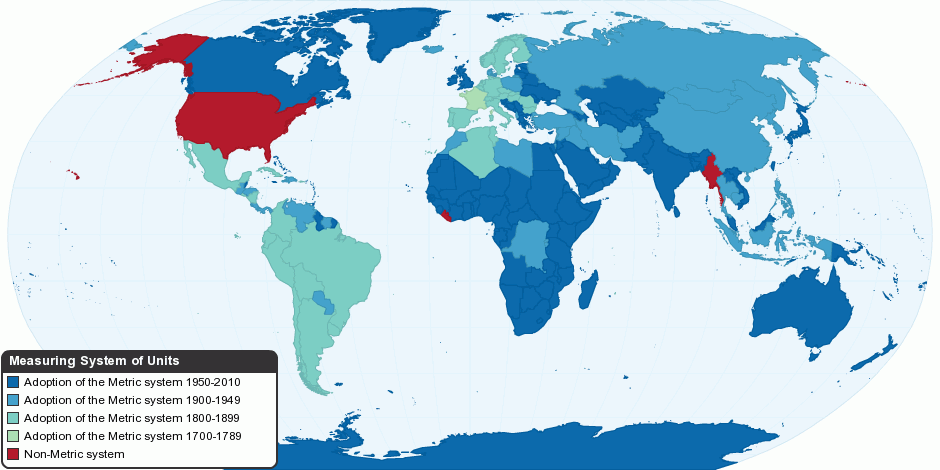 Measuring System of Units
Adoption of the Metric system 1950-2010
Adoption of the Metric system 1900-1949
Adoption of the Metric system 1800-1899
Adoption of the Metric system 1700-1789
Non-Metric system